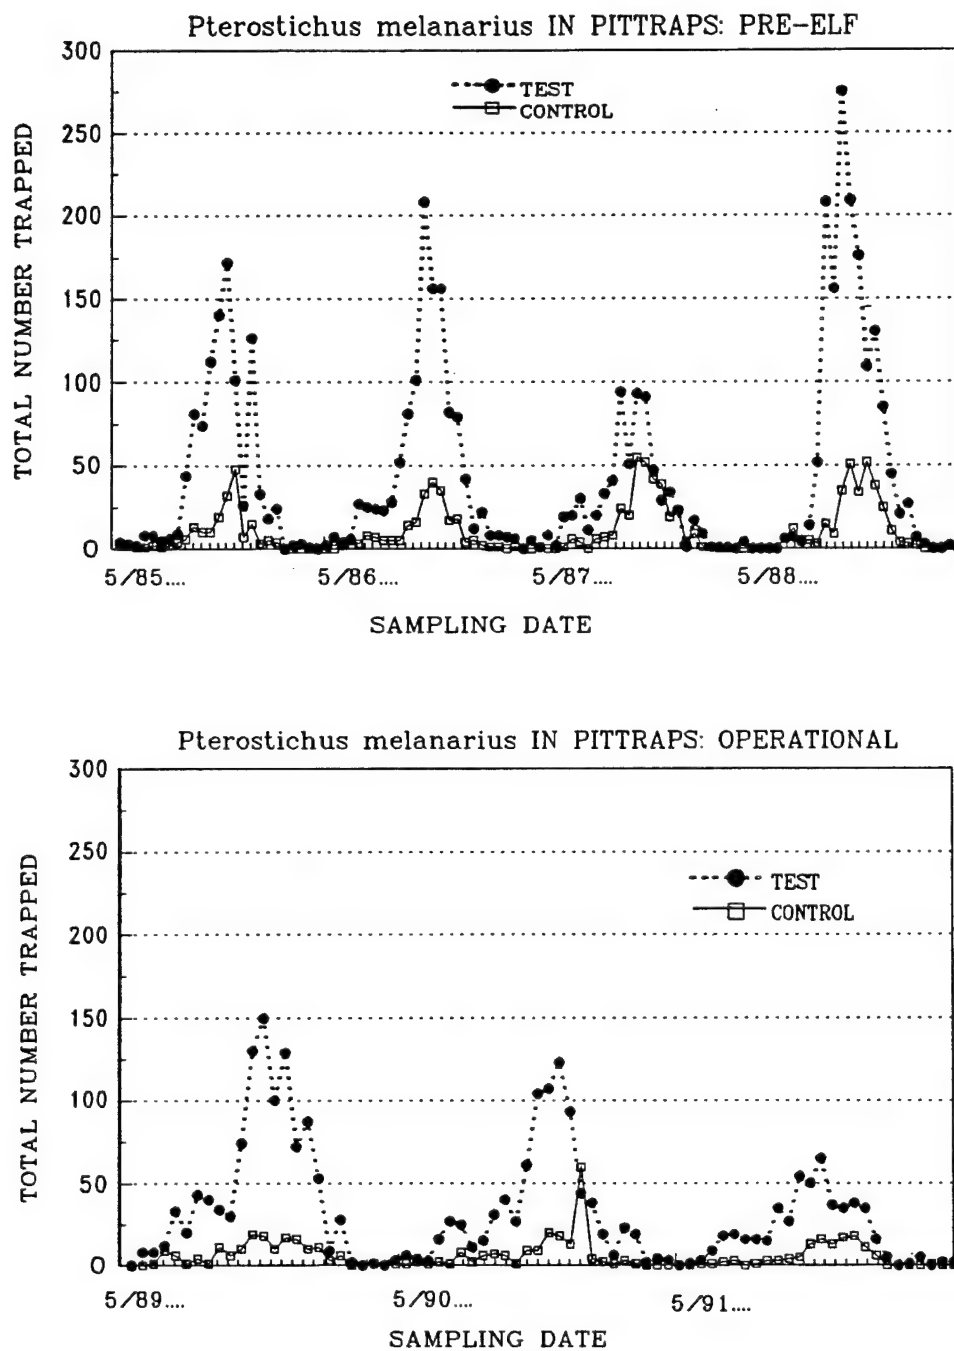 Pterostichus melanarius IN PITTRAPS: PRE-ELF
300
250
200
150
100
50
0
TOTAL NUMBER TRAPPED
TEST
CONTROL
5/85.... 5/86.... 5/87.... 5/88....
SAMPLING DATE
Pterostichus melanarius IN PITTRAPS: OPERATIONAL
300
250
200
150
100
50
0
TOTAL NUMBER TRAPPED
TEST
CONTROL
5/89.... 5/90.... 5/91....
SAMPLING DATE